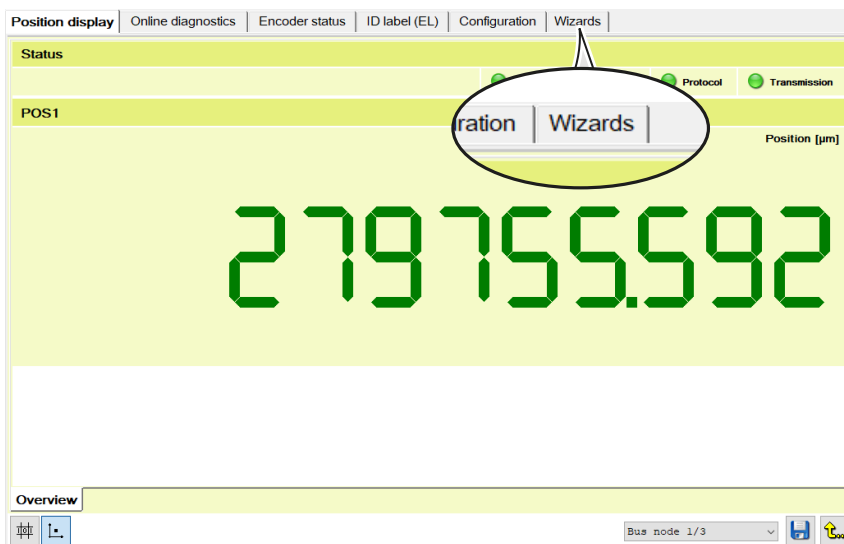 Position display Online diagnostics Encoder status ID label (EL) Configuration Wizards
Status
Protocol Transmission
POS1
ration Wizards
Position [µm]
279755.592
Overview
Bus node 1/3